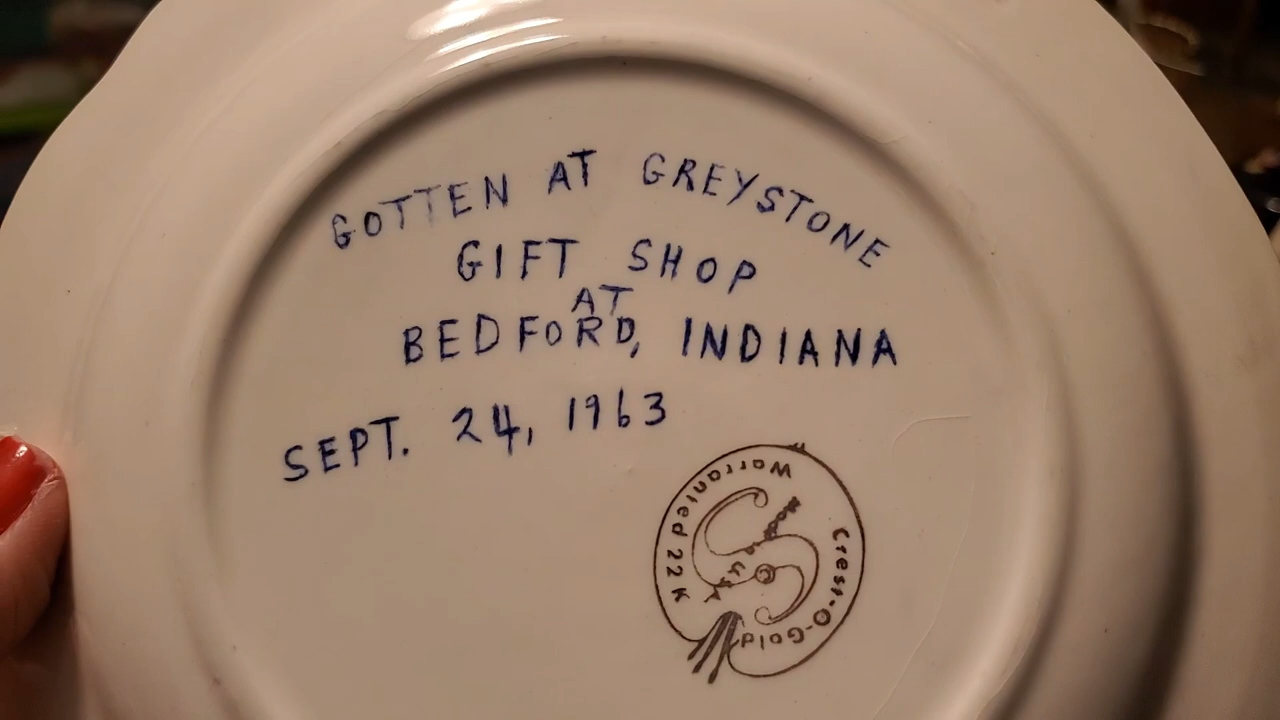 GOTTEN AT GREYSTONE
GIFT SHOP
AT
BEDFORD, INDIANA
SEPT. 24, 1963
Warranted 22 K
Crest-O-Gold